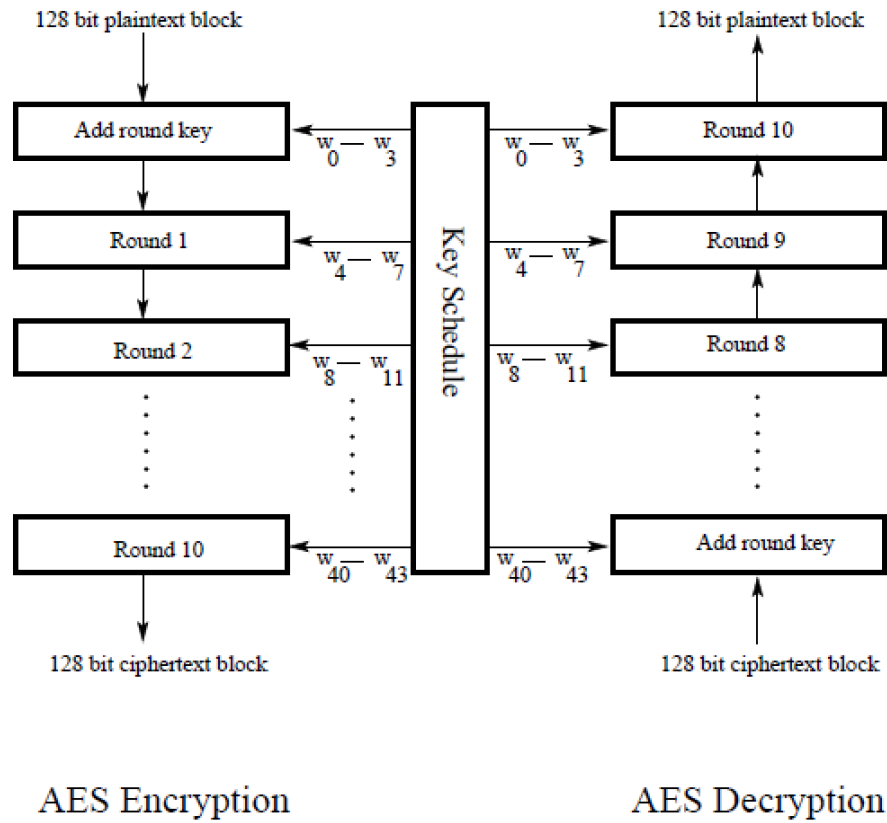 128 bit plaintext block
128 bit plaintext block
Add round key
w0 — w3
w0 — w3
Round 10
Round 1
w4 — w7
Key Schedule
w4 — w7
Round 9
Round 2
w8 — w11
w8 — w11
Round 8
Round 10
w40 — w43
w40 — w43
Add round key
128 bit ciphertext block
128 bit ciphertext block
AES Encryption
AES Decryption